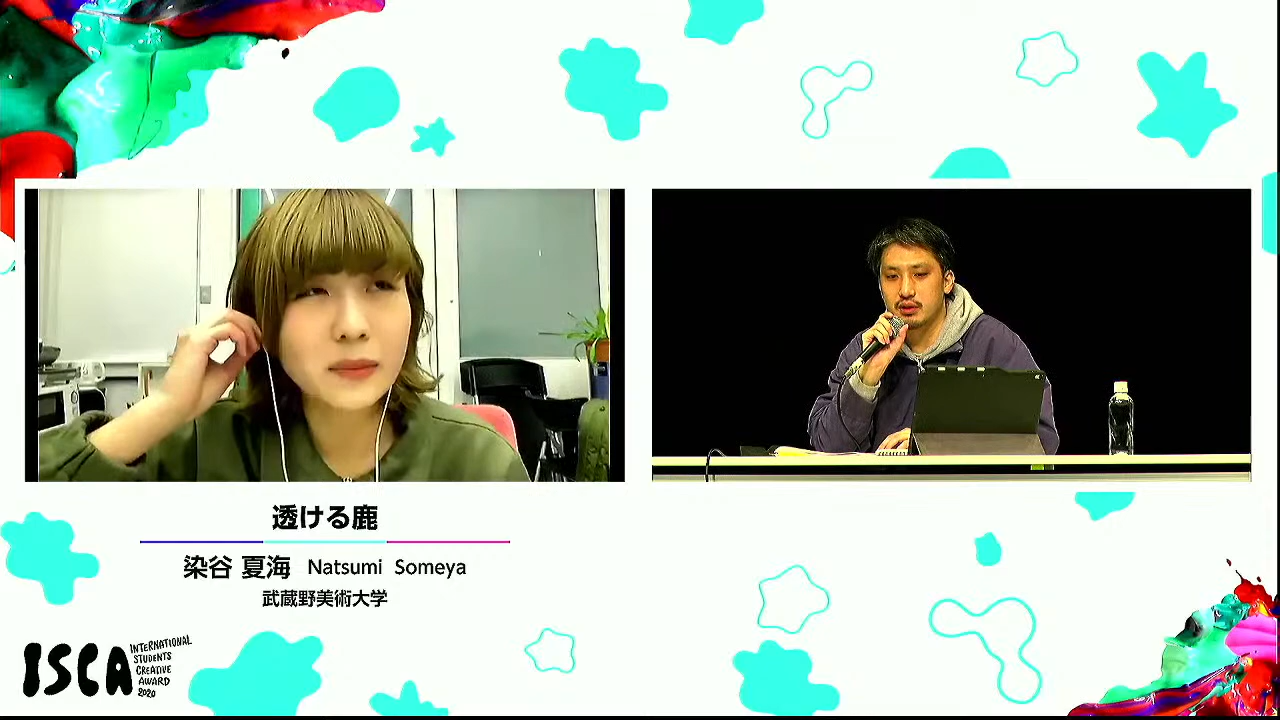 透ける鹿
染谷 夏海 Natsumi Someya
武蔵野美術大学
ISCA
INTERNATIONAL
STUDENTS
CREATIVE
AWARD
2020